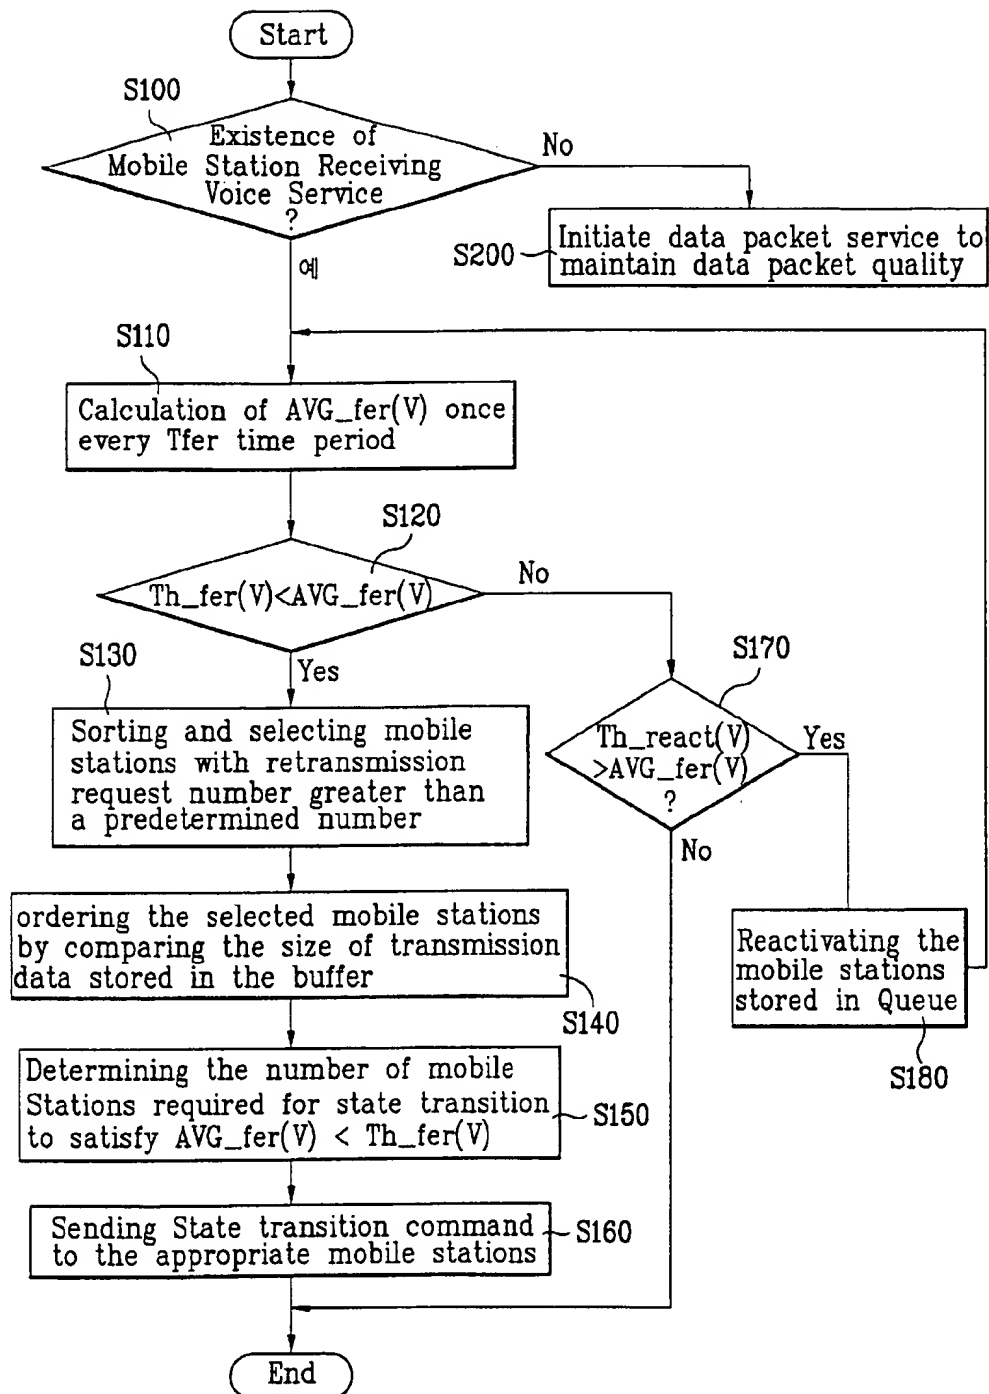 Start
S100
Existence of
Mobile Station Receiving
Voice Service
?
No
S200
Initiate data packet service to
maintain data packet quality
예
S110
Calculation of AVG_fer(V) once
every Tfer time period
S120
Th_fer(V)<AVG_fer(V)
No
Yes
S130
Sorting and selecting mobile
stations with retransmission
request number greater than
a predetermined number
S170
Th_react(V)
>AVG_fer(V)
?
Yes
No
ordering the selected mobile stations
by comparing the size of transmission
data stored in the buffer
S140
Reactivating the
mobile stations
stored in Queue
S180
Determining the number of mobile
Stations required for state transition
to satisfy AVG_fer(V) < Th_fer(V)
S150
Sending State transition command
to the appropriate mobile stations
S160
End